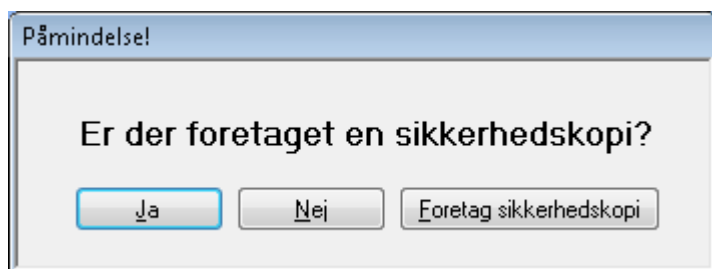 Påmindelse!
Er der foretaget en sikkerhedskopi?
Ja Nej Foretag sikkerhedskopi